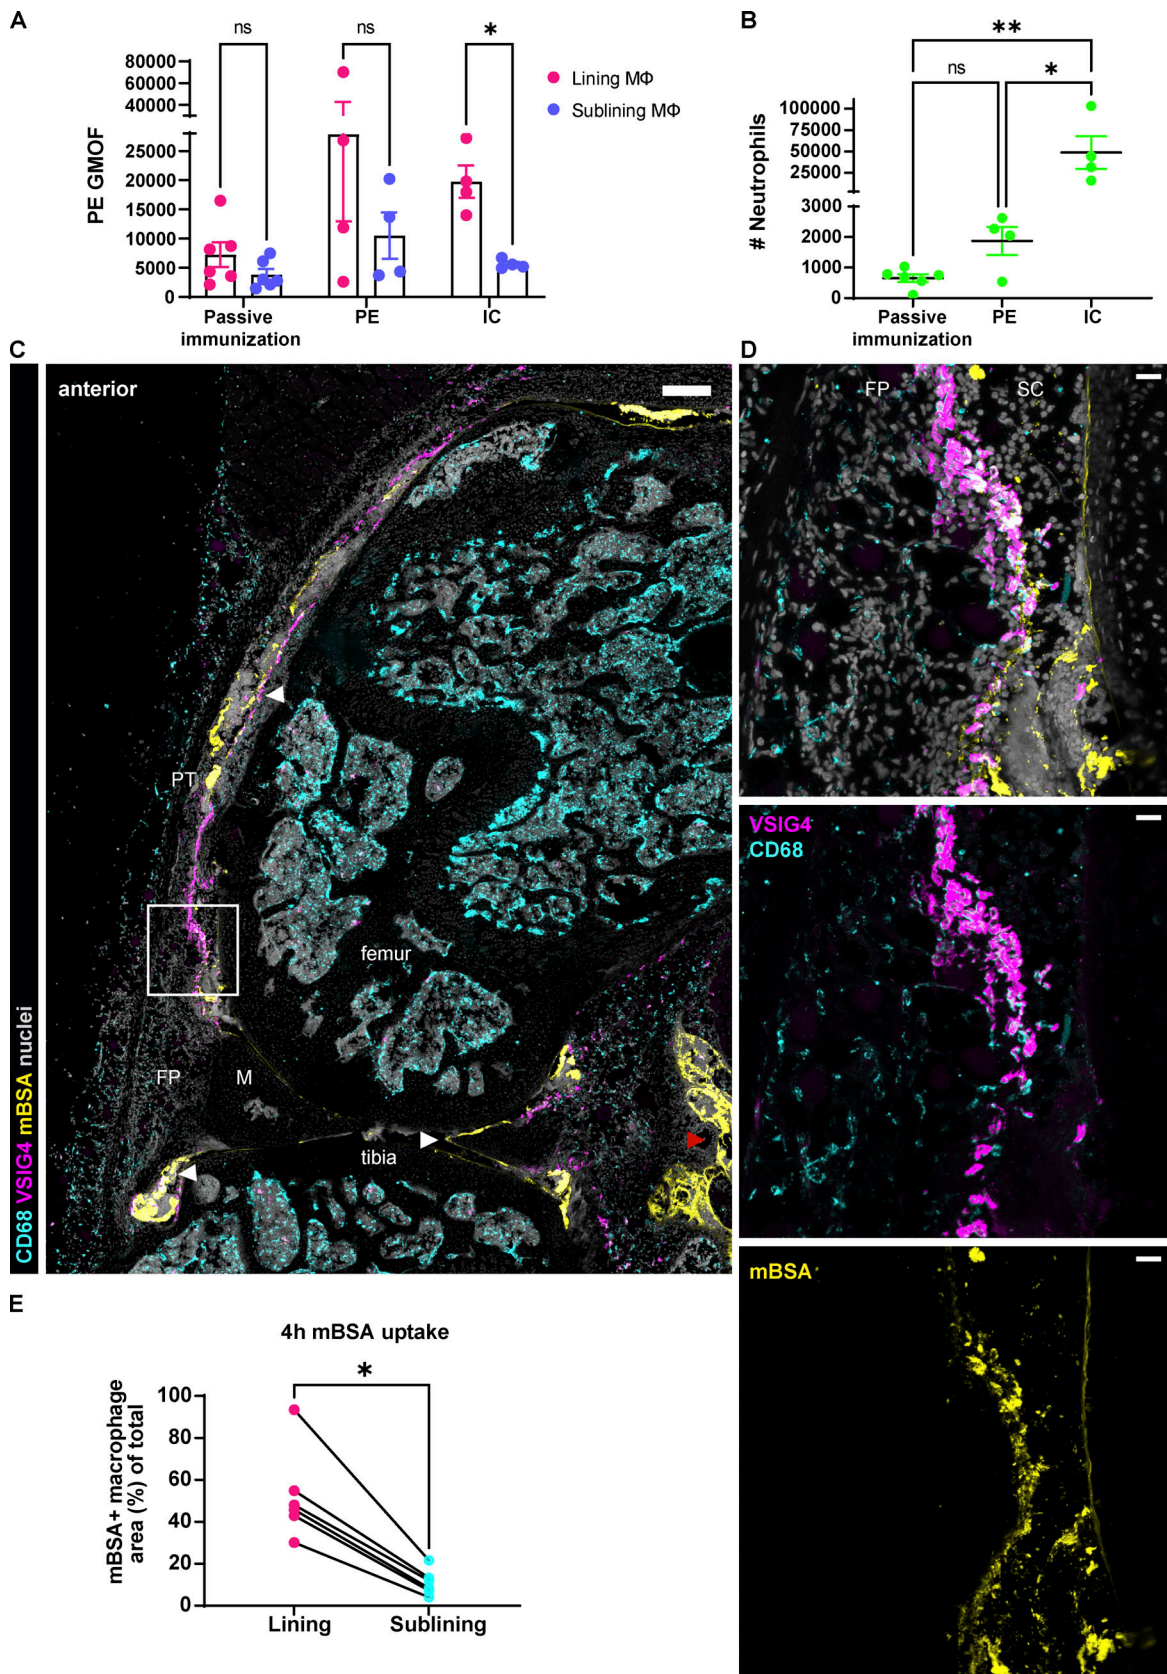 A
ns
ns
*
80000
60000
40000
25000
20000
15000
10000
5000
0
PE GMOF
Lining MΦ
Sublining MΦ
Passive
immunization
PE
IC
B
**
ns
*
100000
75000
50000
25000
3000
2000
1000
0
# Neutrophils
Passive
immunization
PE
IC
C
CD68 VSIG4 mBSA nuclei
anterior
PT
femur
FP
M
tibia
D
FP
SC
VSIG4
CD68
mBSA
E
4h mBSA uptake
*
100
80
60
40
20
0
mBSA+ macrophage
area (%) of total
Lining
Sublining